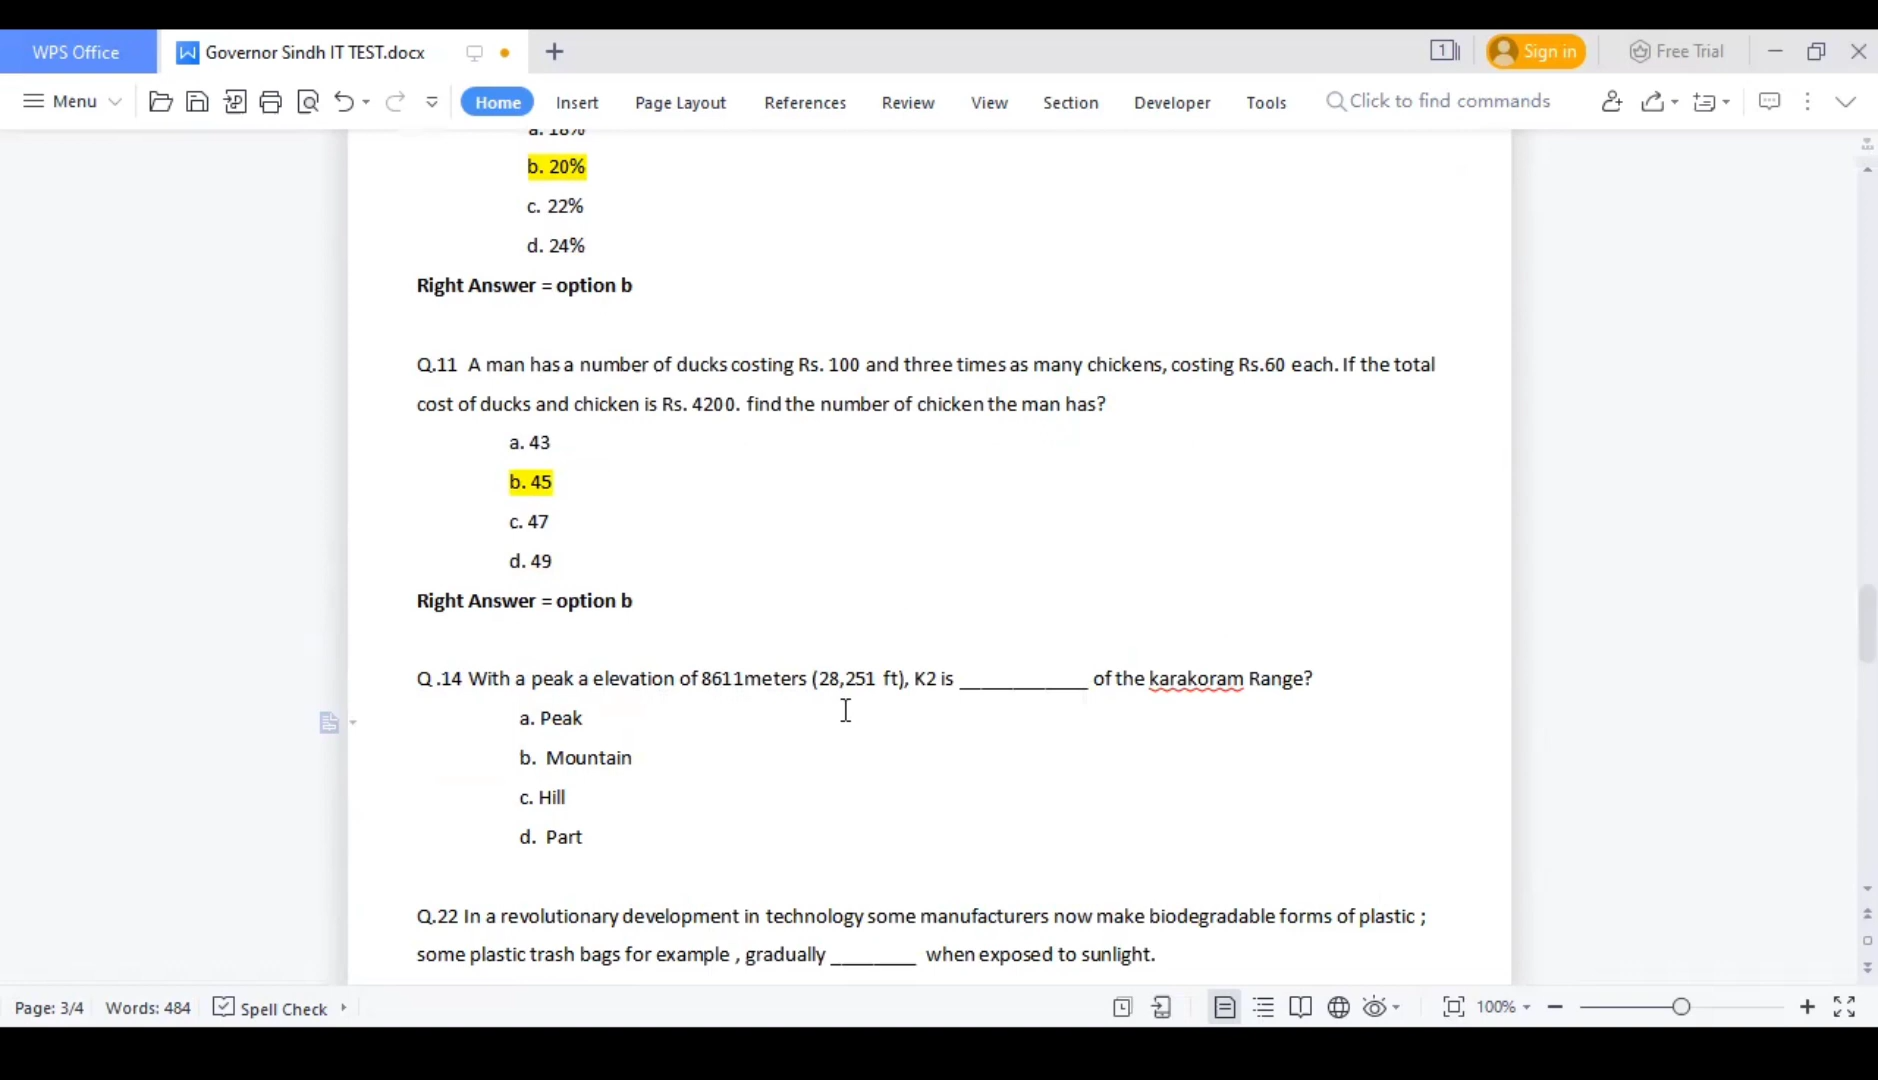 WPS Office
Governor Sindh IT TEST.docx
1
Sign in
Free Trial
Menu
Home
Insert
Page Layout
References
Review
View
Section
Developer
Tools
Click to find commands
a. 18%
b. 20%
c. 22%
d. 24%
Right Answer = option b
Q.11 A man has a number of ducks costing Rs. 100 and three times as many chickens, costing Rs.60 each. If the total
cost of ducks and chicken is Rs. 4200. find the number of chicken the man has?
a. 43
b. 45
c. 47
d. 49
Right Answer = option b
Q .14 With a peak a elevation of 8611meters (28,251 ft), K2 is ____________ of the karakoram Range?
a. Peak
b. Mountain
c. Hill
d. Part
Q.22 In a revolutionary development in technology some manufacturers now make biodegradable forms of plastic ;
some plastic trash bags for example , gradually ________ when exposed to sunlight.
Page: 3/4
Words: 484
Spell Check
100%